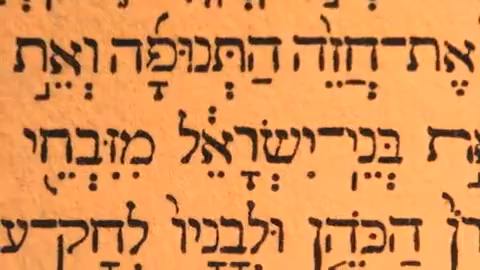 אֶת־חֲזֵ֨ה הַתְּנוּפָ֜ה וְאֵ֣ת
ת בְּנֵֽי־יִשְׂרָאֵ֔ל מִזִּבְחֵ֖י
ן הַכֹּהֵ֤ן וּלְבָנָיו֙ לְחָק־ע